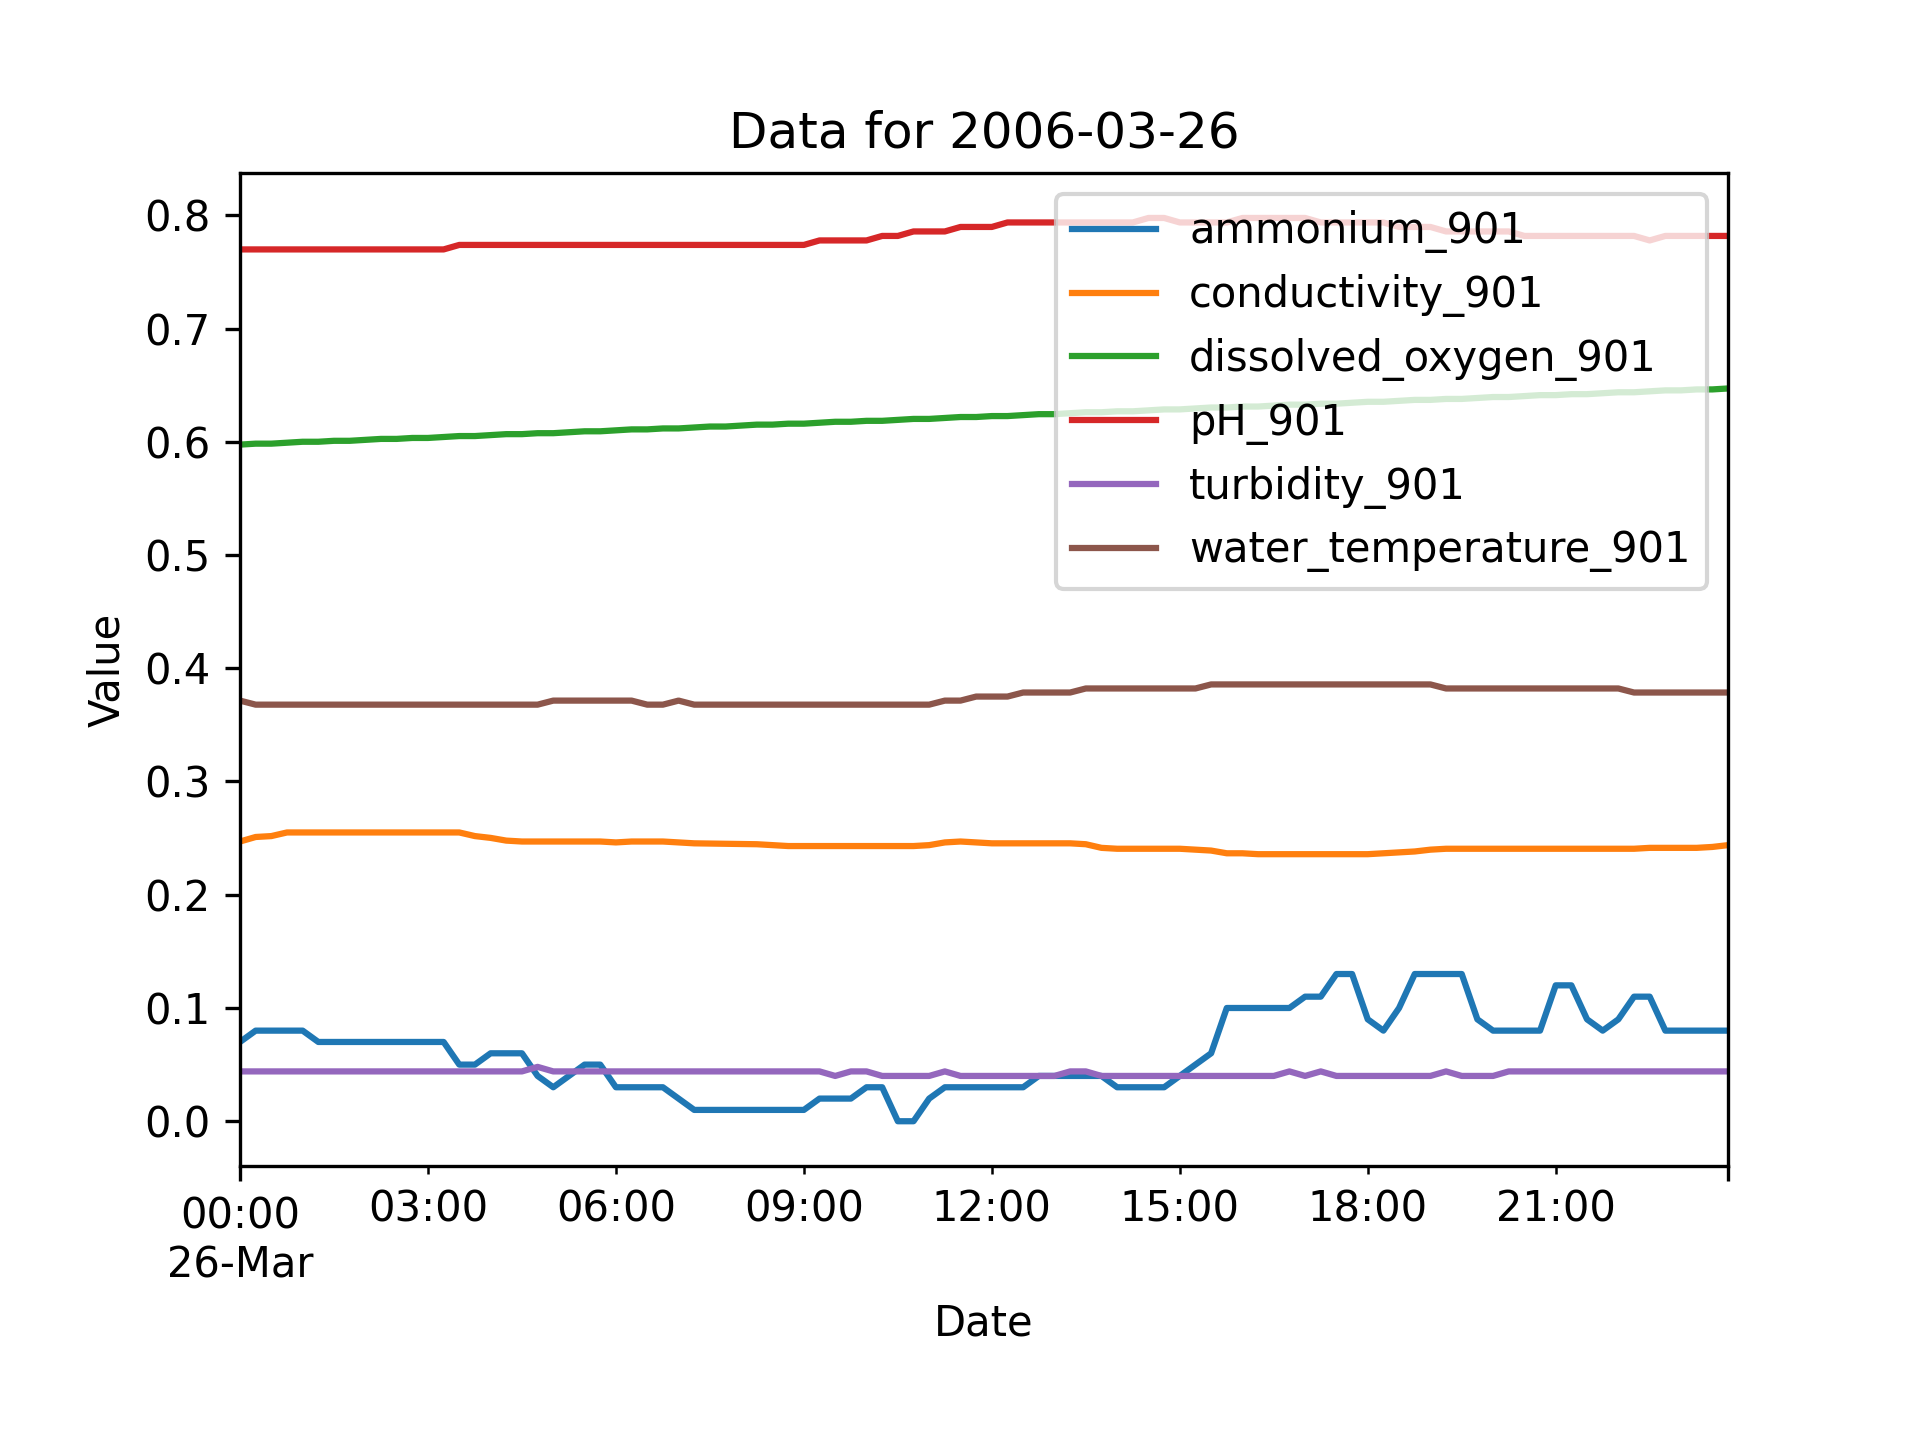 Data for 2006-03-26
0.8
0.7
0.6
0.5
0.4
0.3
0.2
0.1
0.0
Value
ammonium_901
conductivity_901
dissolved_oxygen_901
pH_901
turbidity_901
water_temperature_901
00:00 03:00 06:00 09:00 12:00 15:00 18:00 21:00
26-Mar
Date